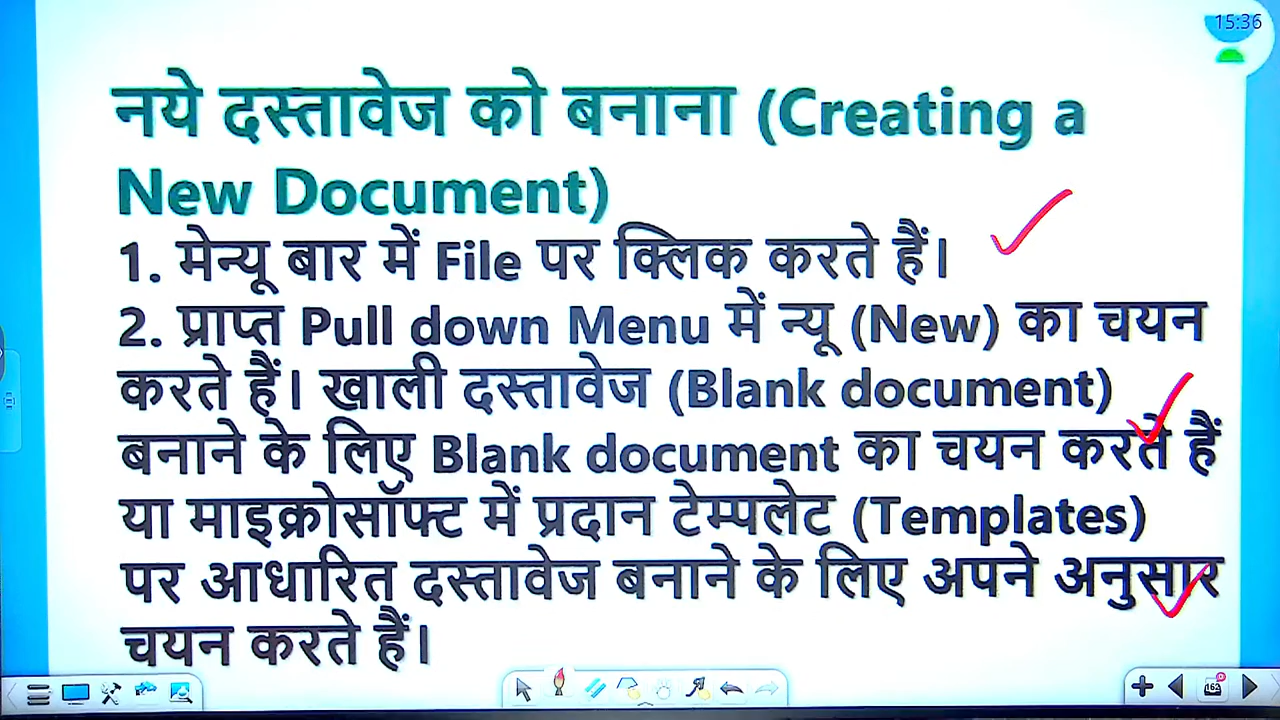 15:36
नये दस्तावेज को बनाना (Creating a
New Document)
1. मेन्यू बार में File पर क्लिक करते हैं।
2. प्राप्त Pull down Menu में न्यू (New) का चयन
करते हैं। खाली दस्तावेज (Blank document)
बनाने के लिए Blank document का चयन करते हैं
या माइक्रोसॉफ्ट में प्रदान टेम्पलेट (Templates)
पर आधारित दस्तावेज बनाने के लिए अपने अनुसार
चयन करते हैं।
162